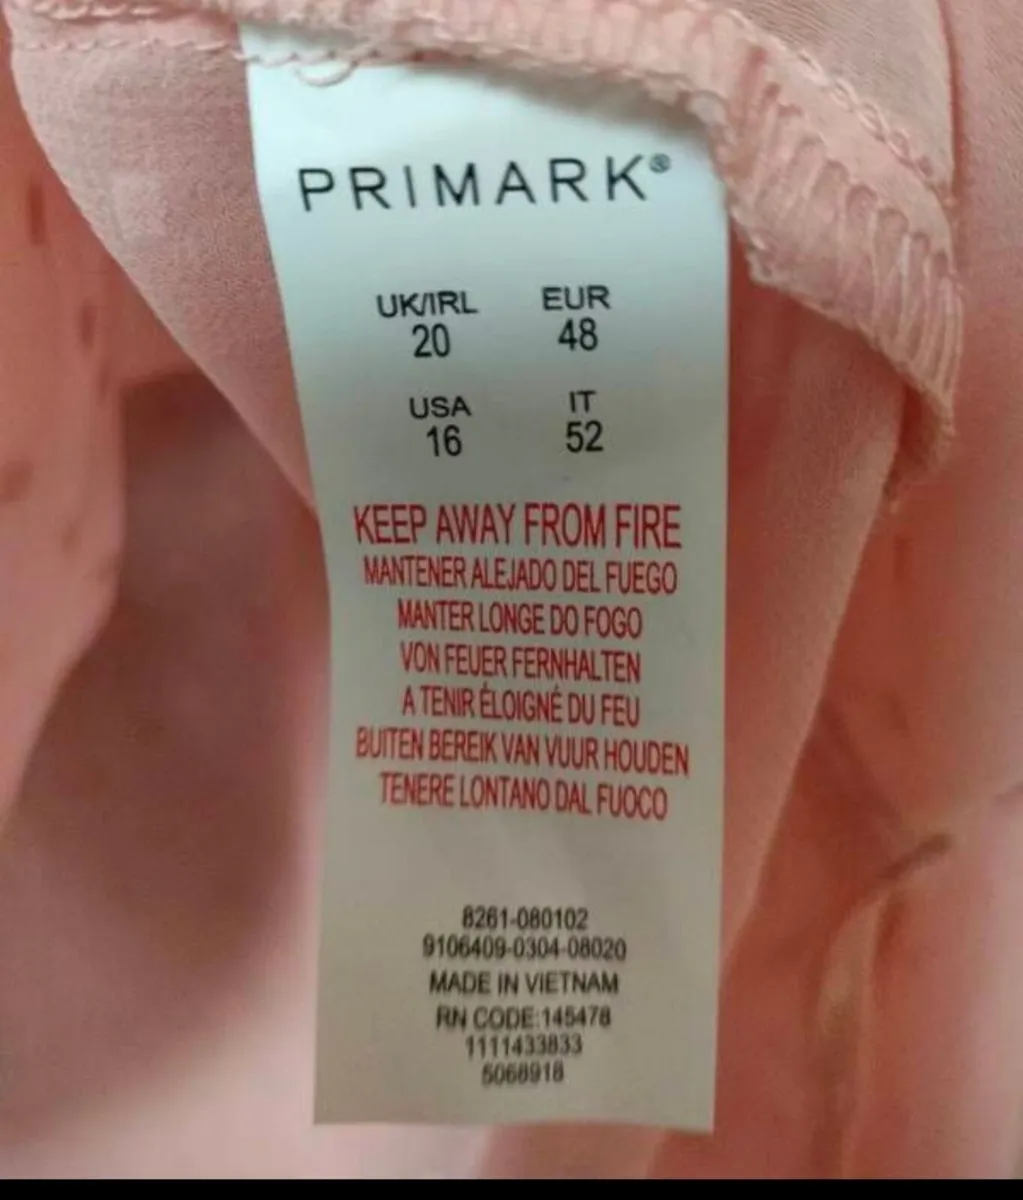 PRIMARK®
UK/IRL EUR
20 48
USA IT
16 52
KEEP AWAY FROM FIRE
MANTENER ALEJADO DEL FUEGO
MANTER LONGE DO FOGO
VON FEUER FERNHALTEN
A TENIR ÉLOIGNÉ DU FEU
BUITEN BEREIK VAN VUUR HOUDEN
TENERE LONTANO DAL FUOCO
8261-080102
9106409-0304-08020
MADE IN VIETNAM
RN CODE:145478
1111433833
5068918